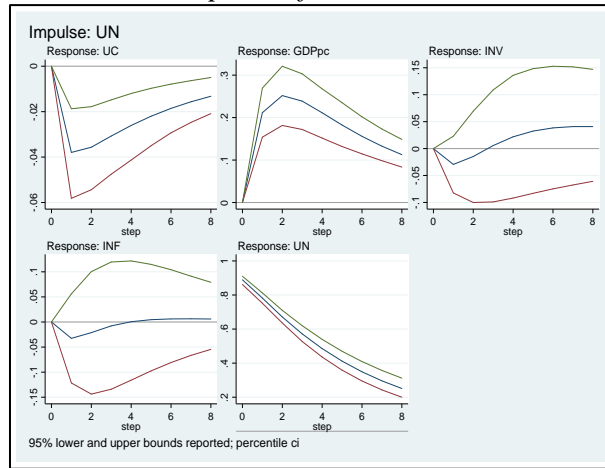 Impulse: UN
Response: UC
0
-.02
-.04
-.06
0 2 4 6 8
step
Response: GDPpc
.3
.2
.1
0
0 2 4 6 8
step
Response: INV
.15
.1
.05
0
-.05
-.1
0 2 4 6 8
step
Response: INF
.1
.05
0
-.05
-.1
-.15
0 2 4 6 8
step
Response: UN
1
.8
.6
.4
.2
0 2 4 6 8
step
95% lower and upper bounds reported; percentile ci